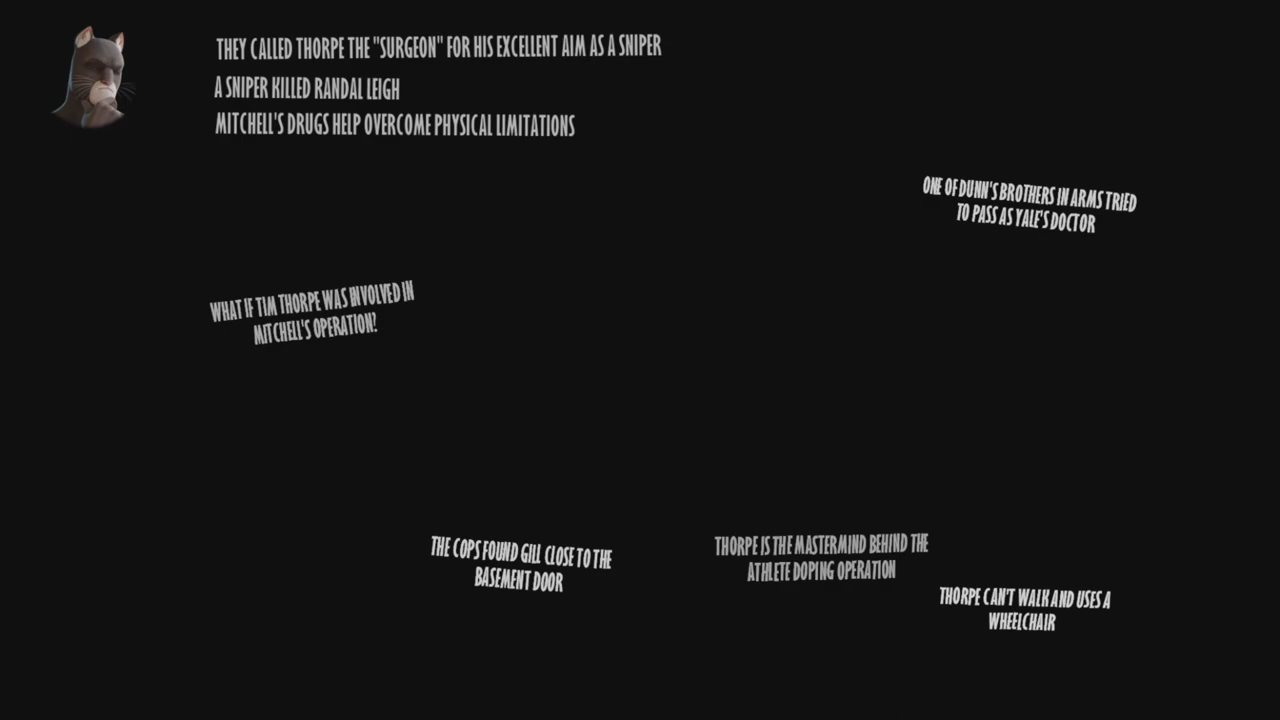 THEY CALLED THORPE THE "SURGEON" FOR HIS EXCELLENT AIM AS A SNIPER
A SNIPER KILLED RANDAL LEIGH
MITCHELL'S DRUGS HELP OVERCOME PHYSICAL LIMITATIONS
ONE OF DUNN'S BROTHERS IN ARMS TRIED
TO PASS AS YALE'S DOCTOR
WHAT IF TIM THORPE WAS INVOLVED IN
MITCHELL'S OPERATION?
THE COPS FOUND GILL CLOSE TO THE
BASEMENT DOOR
THORPE IS THE MASTERMIND BEHIND THE
ATHLETE DOPING OPERATION
THORPE CAN'T WALK AND USES A
WHEELCHAIR